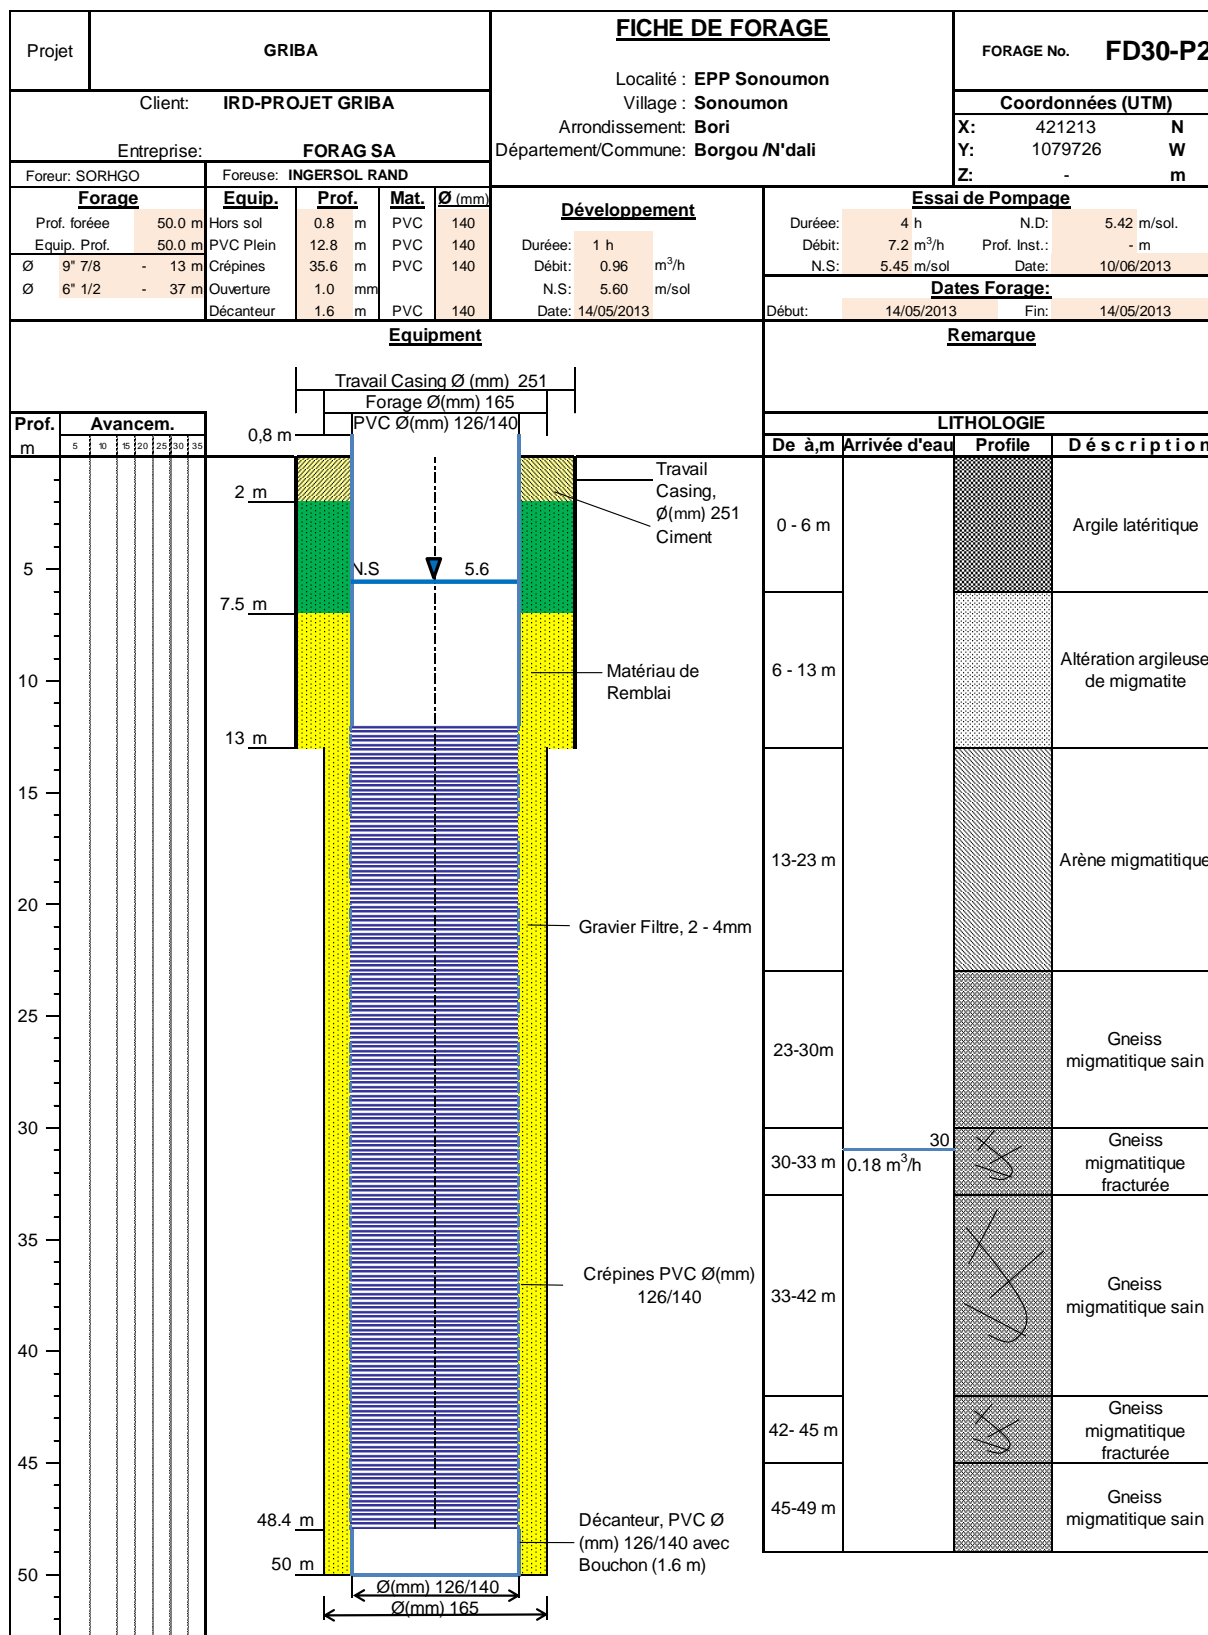 Projet
GRIBA
FICHE DE FORAGE
FORAGE No. FD30-P2
Localité : EPP Sonoumon
Client: IRD-PROJET GRIBA
Village : Sonoumon
Coordonnées (UTM)
Arrondissement: Bori
X: 421213 N
Entreprise: FORAG SA
Département/Commune: Borgou /N'dali
Y: 1079726 W
Foreur: SORHGO
Foreuse: INGERSOL RAND
Z: - m
Forage
Equip. Prof. Mat. Ø (mm)
Développement
Essai de Pompage
Prof. foréee 50.0 m
Hors sol 0.8 m PVC 140
Duréee: 4 h N.D: 5.42 m/sol.
Equip. Prof. 50.0 m
PVC Plein 12.8 m PVC 140
Duréee: 1 h
Débit: 7.2 m³/h Prof. Inst.: - m
Ø 9" 7/8 - 13 m
Crépines 35.6 m PVC 140
Débit: 0.96 m³/h
N.S: 5.45 m/sol Date: 10/06/2013
Ø 6" 1/2 - 37 m
Ouverture 1.0 mm
N.S: 5.60 m/sol
Dates Forage:
Décanteur 1.6 m PVC 140
Date: 14/05/2013
Début: 14/05/2013 Fin: 14/05/2013
Equipment
Remarque
Travail Casing Ø (mm) 251
Forage Ø(mm) 165
PVC Ø(mm) 126/140
Prof. m
Avancem.
5 10 15 20 25 30 35
0,8 m
LITHOLOGIE
De à,m Arrivée d'eau Profile Déscription
2 m
Travail
Casing,
Ø(mm) 251
Ciment
0 - 6 m
Argile latéritique
5
N.S 5.6
7.5 m
10
Matériau de
Remblai
6 - 13 m
Altération argileuse
de migmatite
13 m
15
13-23 m
Arène migmatitique
20
Gravier Filtre, 2 - 4mm
25
23-30m
Gneiss
migmatitique sain
30
30
30-33 m
0.18 m³/h
Gneiss
migmatitique
fracturée
35
Crépines PVC Ø(mm)
126/140
33-42 m
Gneiss
migmatitique sain
40
42- 45 m
Gneiss
migmatitique
fracturée
45
45-49 m
Gneiss
migmatitique sain
48.4 m
Décanteur, PVC Ø
(mm) 126/140 avec
Bouchon (1.6 m)
50 m
50
Ø(mm) 126/140
Ø(mm) 165